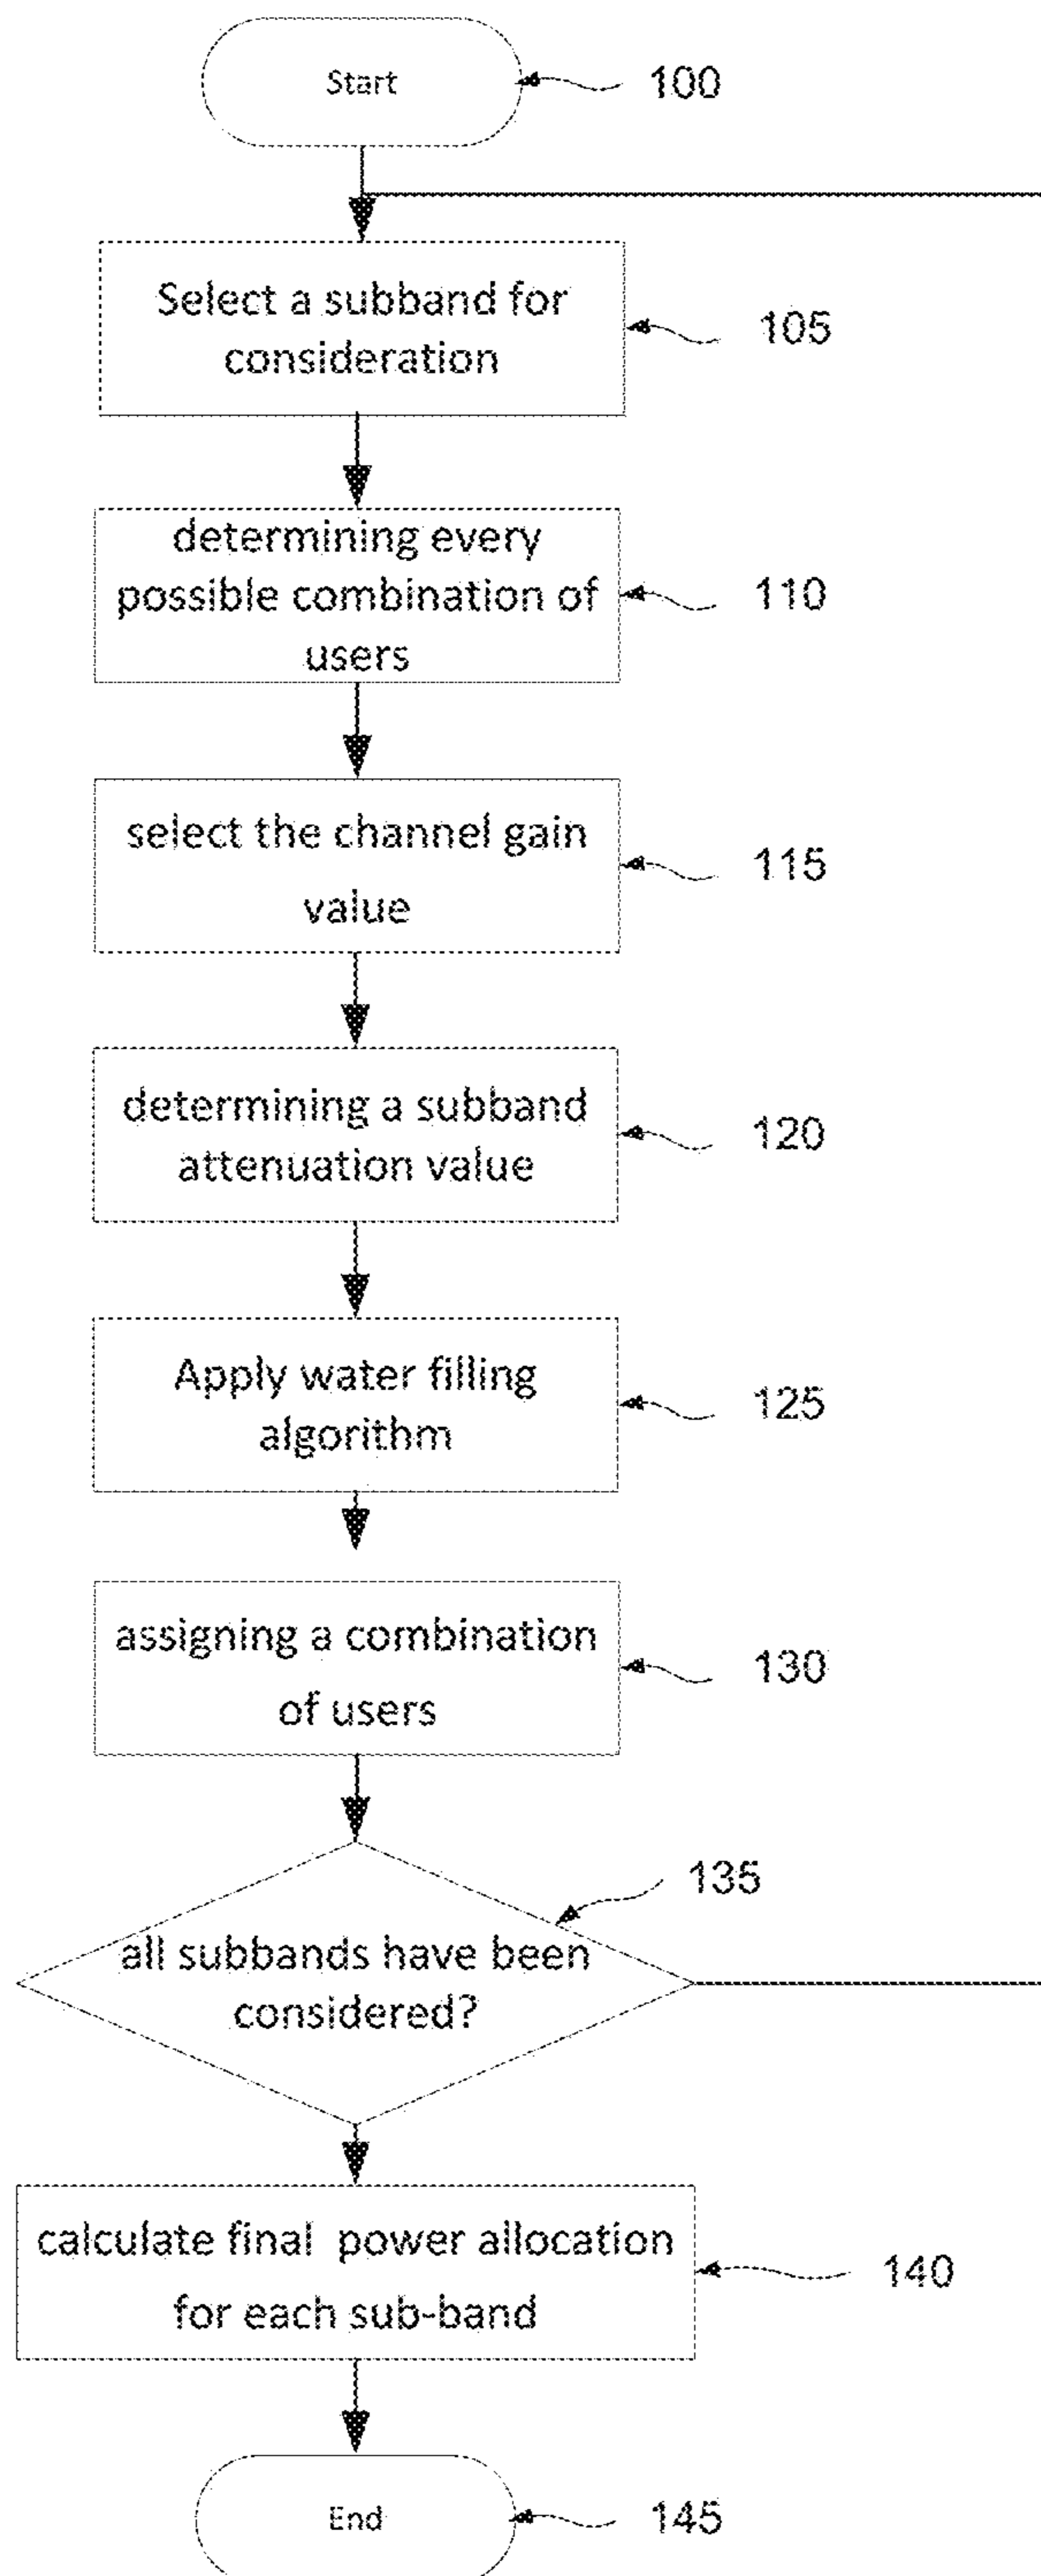 Start
100
Select a subband for
consideration
105
determining every
possible combination of
users
110
select the channel gain
value
115
determining a subband
attenuation value
120
Apply water filling
algorithm
125
assigning a combination
of users
130
135
all subbands have been
considered?
calculate final power allocation
for each sub-band
140
End
145